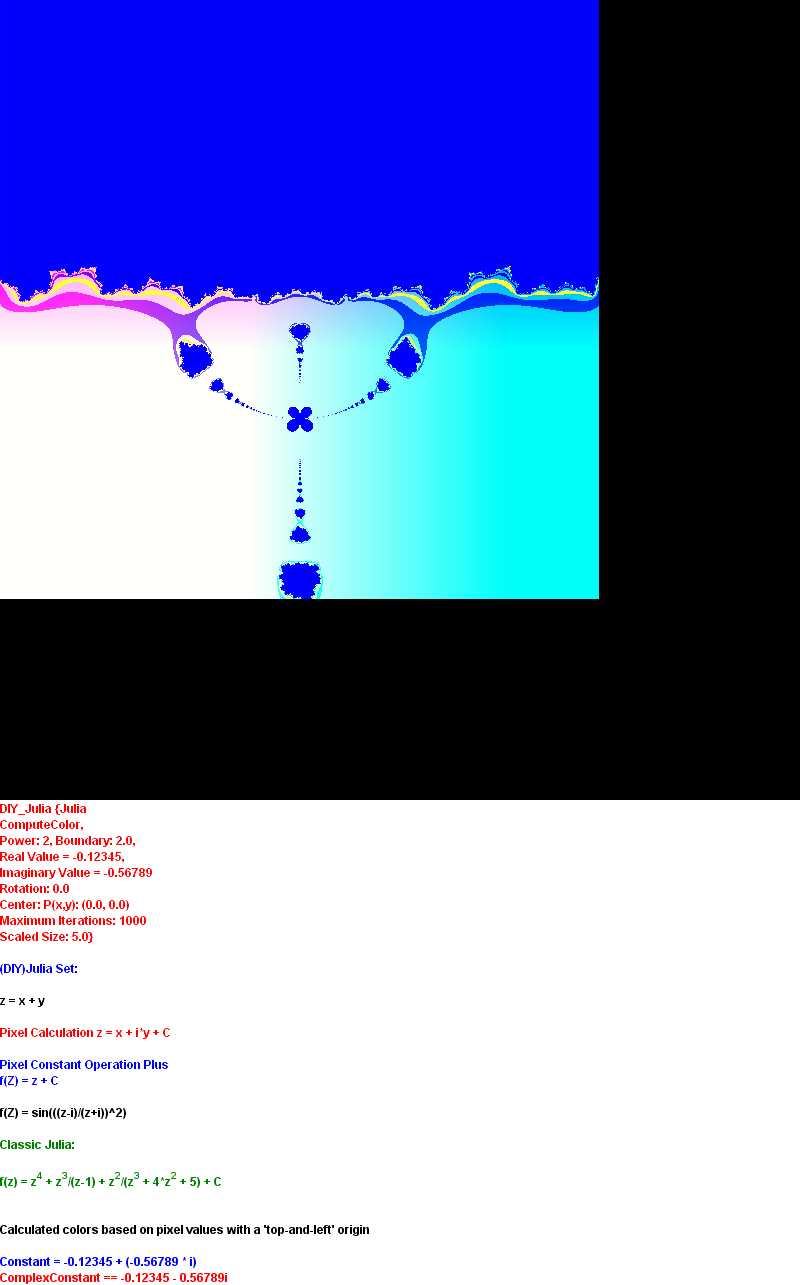 DIY_Julia {Julia
ComputeColor,
Power: 2, Boundary: 2.0,
Real Value = -0.12345,
Imaginary Value = -0.56789
Rotation: 0.0
Center: P(x,y): (0.0, 0.0)
Maximum Iterations: 1000
Scaled Size: 5.0}
(DIY)Julia Set:
z = x + y
Pixel Calculation z = x + i*y + C
Pixel Constant Operation Plus
f(Z) = z + C
f(Z) = sin(((z-i)/(z+i))^2)
Classic Julia:
f(z) = z^4 + z^3/(z-1) + z^2/(z^3 + 4*z^2 + 5) + C
Calculated colors based on pixel values with a 'top-and-left' origin
Constant = -0.12345 + (-0.56789 * i)
ComplexConstant == -0.12345 - 0.56789i